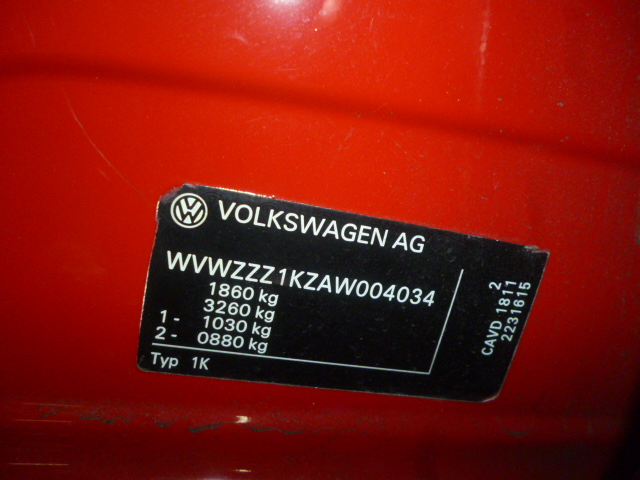 VOLKSWAGEN AG
WVWZZZ1KZAW004034
1860 kg
3260 kg
1 - 1030 kg
2 - 0880 kg
Typ 1K
2
CAVD 1811
2231615